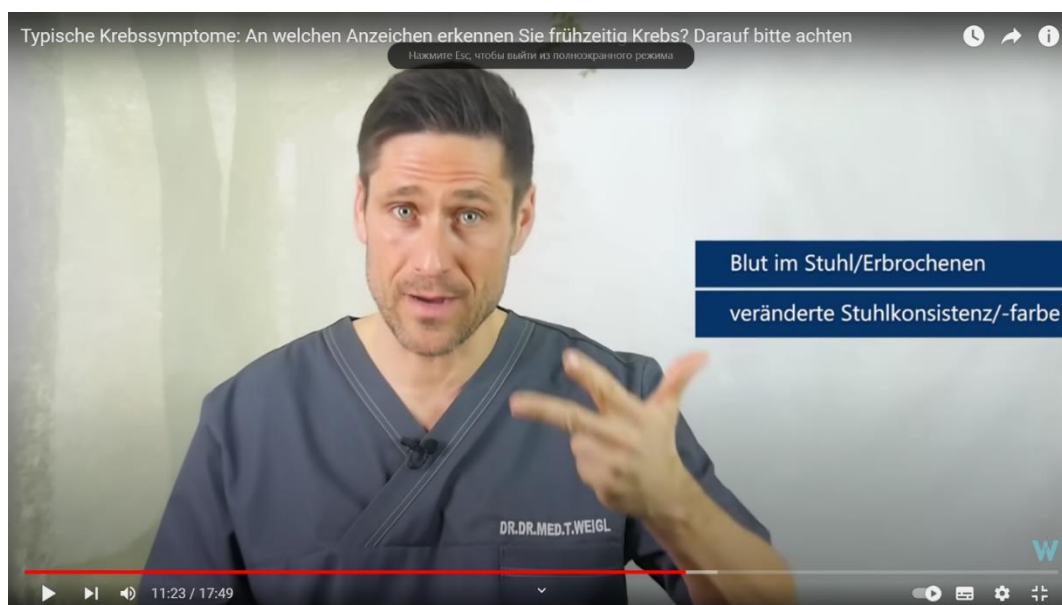 Typische Krebssymptome: An welchen Anzeichen erkennen Sie frühzeitig Krebs? Darauf bitte achten
Нажмите Esc, чтобы выйти из полноэкранного режима
Blut im Stuhl/Erbrochenen
veränderte Stuhlkonsistenz/-farbe
DR.DR.MED.T.WEIGL
W
11:23 / 17:49